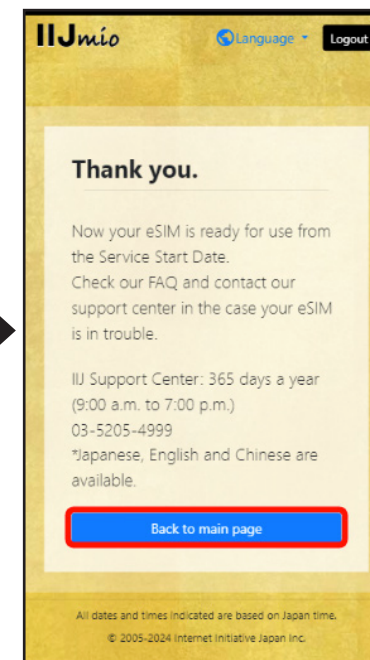 IIJmio
Language
Logout
Thank you.
Now your eSIM is ready for use from
the Service Start Date.
Check our FAQ and contact our
support center in the case your eSIM
is in trouble.
IIJ Support Center: 365 days a year
(9:00 a.m. to 7:00 p.m.)
03-5205-4999
*Japanese, English and Chinese are
available.
Back to main page
All dates and times indicated are based on Japan time.
© 2005-2024 Internet Initiative Japan Inc.